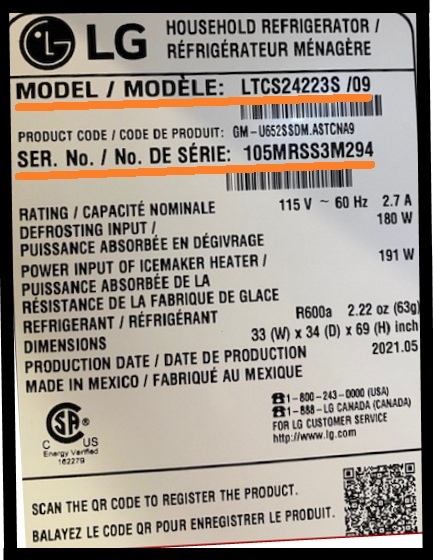 LG
HOUSEHOLD REFRIGERATOR /
RÉFRIGÉRATEUR MÉNAGÈRE
MODEL / MODÈLE: LTCS24223S /09
PRODUCT CODE / CODE DE PRODUIT: GM-U652SSDM.ASTCNA9
SER. No. / No. DE SÉRIE: 105MRSS3M294
RATING / CAPACITÉ NOMINALE 115 V ~ 60 Hz 2.7 A
DEFROSTING INPUT / 180 W
PUISSANCE ABSORBÉE EN DÉGIVRAGE
POWER INPUT OF ICEMAKER HEATER / 191 W
PUISSANCE ABSORBÉE DE LA
RÉSISTANCE DE LA FABRIQUE DE GLACE
REFRIGERANT / RÉFRIGÉRANT R600a 2.22 oz (63g)
DIMENSIONS 33 (W) x 34 (D) x 69 (H) inch
PRODUCTION DATE / DATE DE PRODUCTION 2021.05
MADE IN MEXICO / FABRIQUÉ AU MEXIQUE
☎1-800-243-0000 (USA)
☎1-888-LG CANADA (CANADA)
FOR LG CUSTOMER SERVICE
http://www.lg.com
SA®
C US
Energy Verified
162279
SCAN THE QR CODE TO REGISTER THE PRODUCT.
BALAYEZ LE CODE QR POUR ENREGISTRER LE PRODUIT.